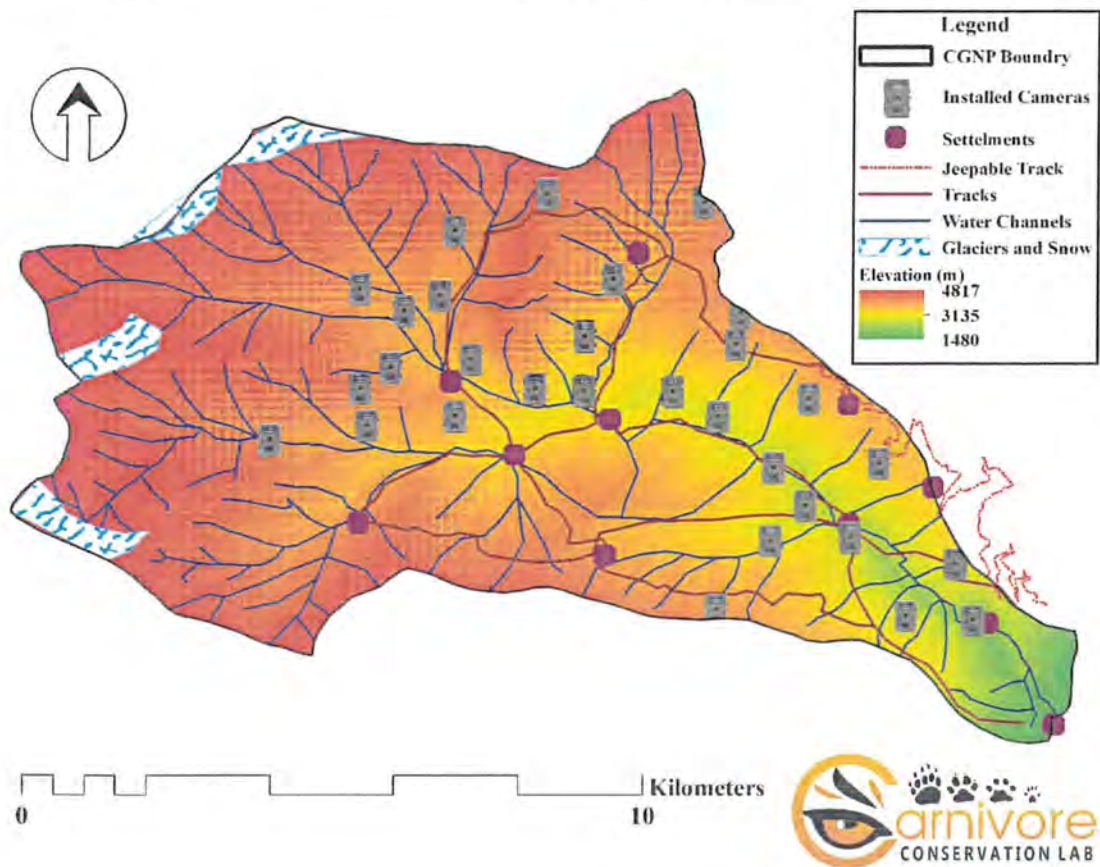 Legend
CGNP Boundry
Installed Cameras
Settelments
Jeepable Track
Tracks
Water Channels
Glaciers and Snow
Elevation (m)
4817
3135
1480
Kilometers
0
10
Carnivore
CONSERVATION LAB